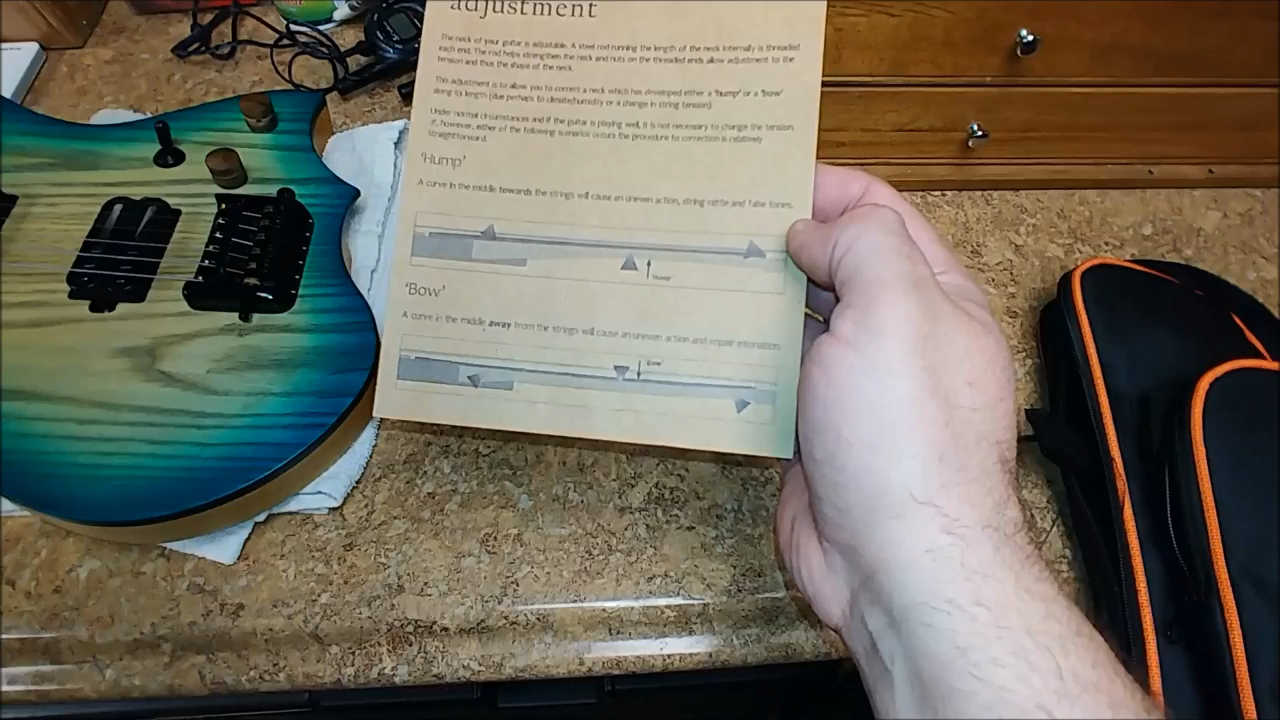 adjustment
The neck of your guitar is adjustable. A steel rod running the length of the neck internally is threaded
each end. The rod helps strengthen the neck and nuts on the threaded ends allow adjustment to the
tension and thus the shape of the neck.
This adjustment is to allow you to correct a neck which has developed either a 'hump' or a 'bow'
along its length (due perhaps to climate/humidity or a change in string tension)
Under normal circumstances and if the guitar is playing well, it is not necessary to change the tension.
If, however, either of the following scenarios occurs the procedure to correction is relatively
Straightforward.
'Hump'
A curve in the middle towards the strings will cause an uneven action, string rattle and false tones.
'Hump'
'Bow'
A curve in the middle away from the strings will cause an uneven action and impair intonation.
'Bow'